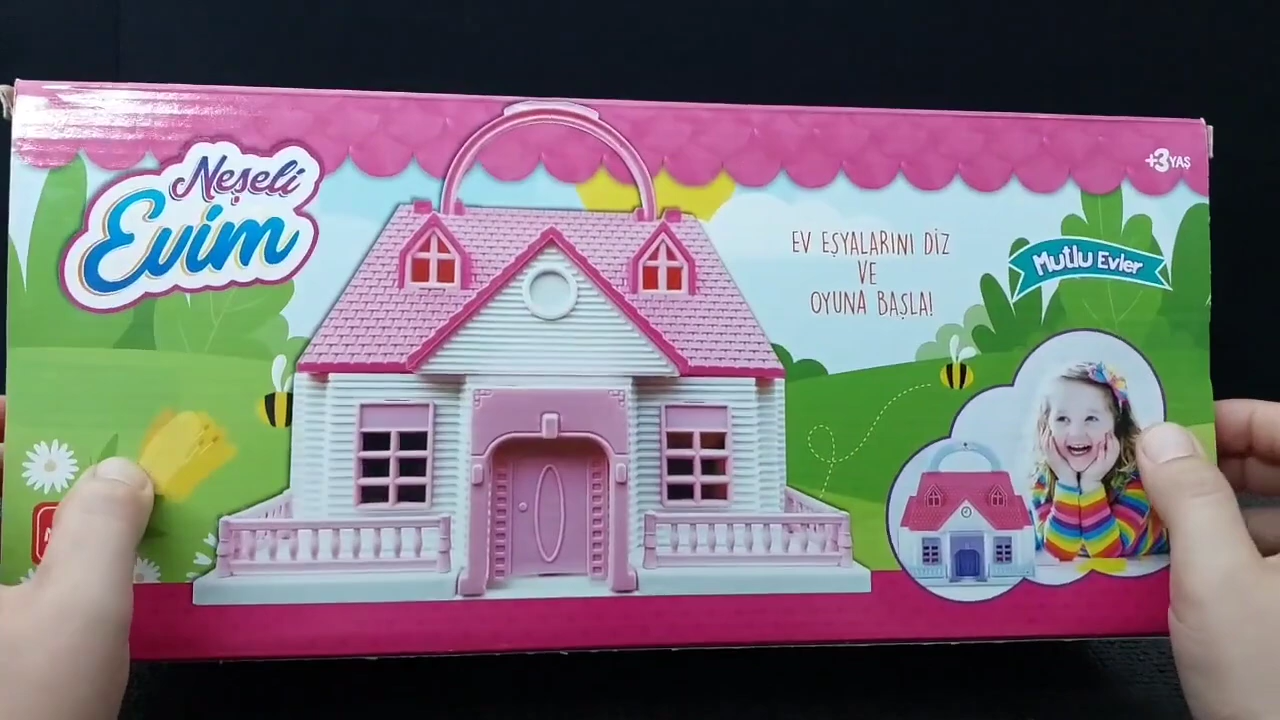 Neşeli
Evim
+3 YAŞ
EV EŞYALARINI DİZ
VE
OYUNA BAŞLA!
Mutlu Evler